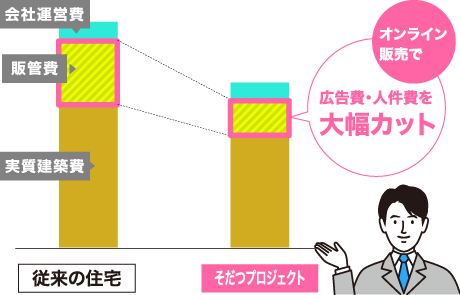 会社運営費
販管費
実質建築費
オンライン
販売で
広告費・人件費を
大幅カット
従来の住宅
そだつプロジェクト